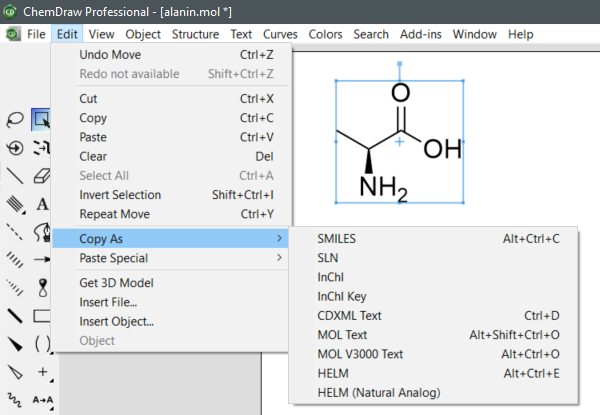 ChemDraw Professional - [alanin.mol *]
File Edit View Object Structure Text Curves Colors Search Add-ins Window Help
Undo Move Ctrl+Z
Redo not available Shift+Ctrl+Z
Cut Ctrl+X
Copy Ctrl+C
Paste Ctrl+V
Clear Del
Select All Ctrl+A
Invert Selection Shift+Ctrl+I
Repeat Move Ctrl+Y
Copy As
Paste Special
Get 3D Model
Insert File...
Insert Object...
Object
SMILES Alt+Ctrl+C
SLN
InChI
InChI Key
CDXML Text Ctrl+D
MOL Text Alt+Shift+Ctrl+O
MOL V3000 Text Alt+Ctrl+O
HELM Alt+Ctrl+E
HELM (Natural Analog)
O
OH
NH2
A
A→A